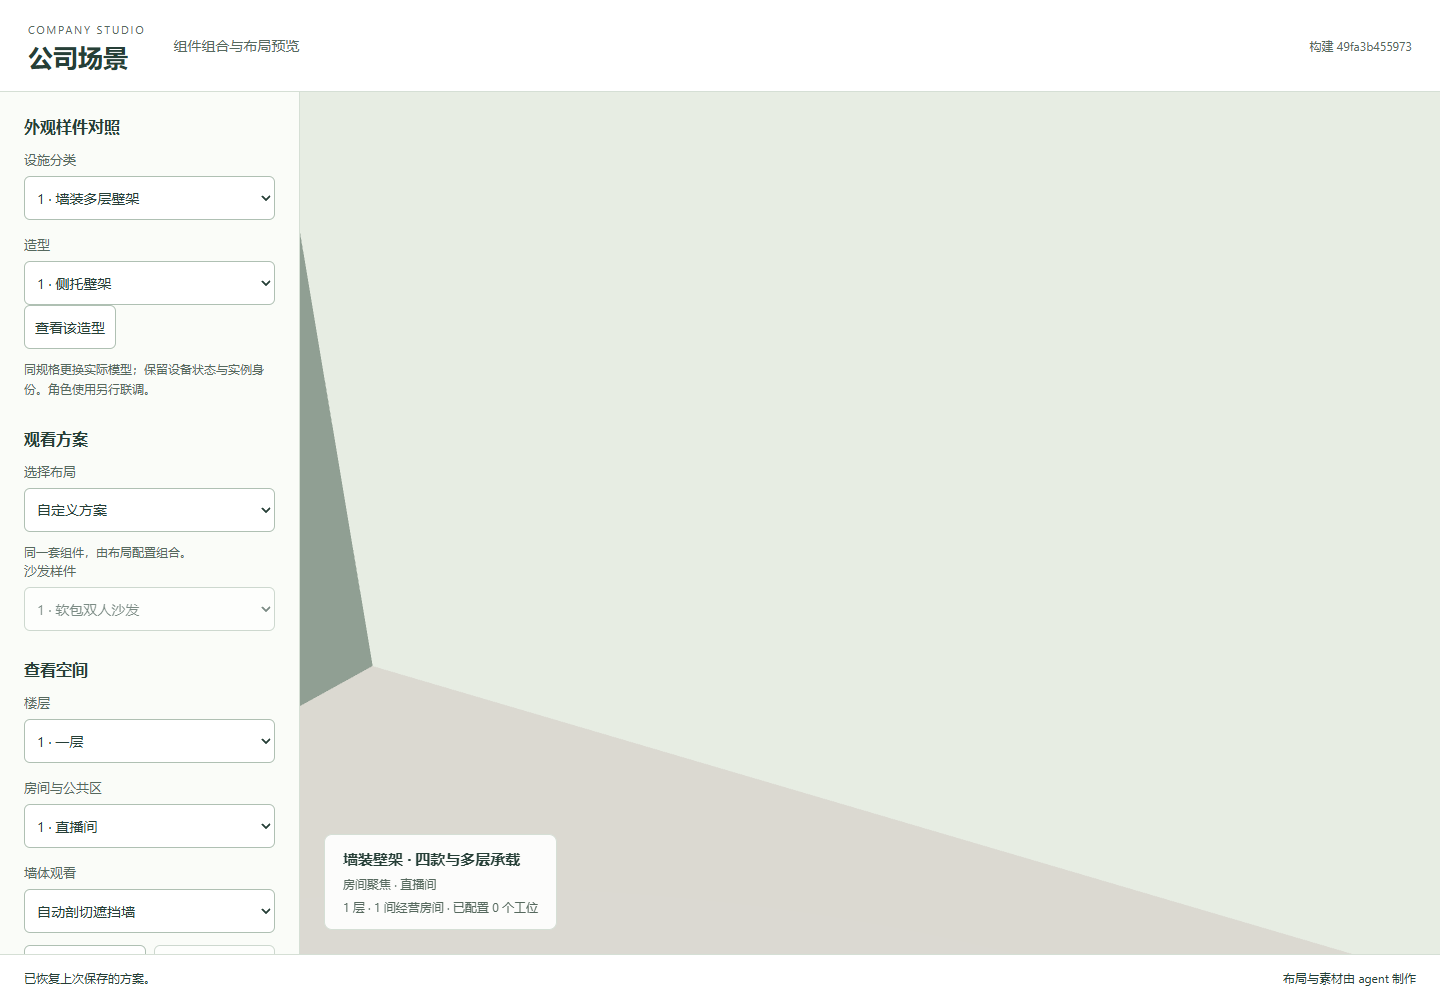 COMPANY STUDIO
公司场景
组件组合与布局预览
构建 49fa3b455973
外观样件对照
设施分类
1 · 墙装多层壁架
造型
1 · 侧托壁架
查看该造型
同规格更换实际模型；保留设备状态与实例身
份。角色使用另行联调。
观看方案
选择布局
自定义方案
同一套组件，由布局配置组合。
沙发样件
1 · 软包双人沙发
查看空间
楼层
1 · 一层
房间与公共区
1 · 直播间
墙体观看
自动剖切遮挡墙
墙装壁架 · 四款与多层承载
房间聚焦 · 直播间
1 层 · 1 间经营房间 · 已配置 0 个工位
已恢复上次保存的方案。
布局与素材由 agent 制作